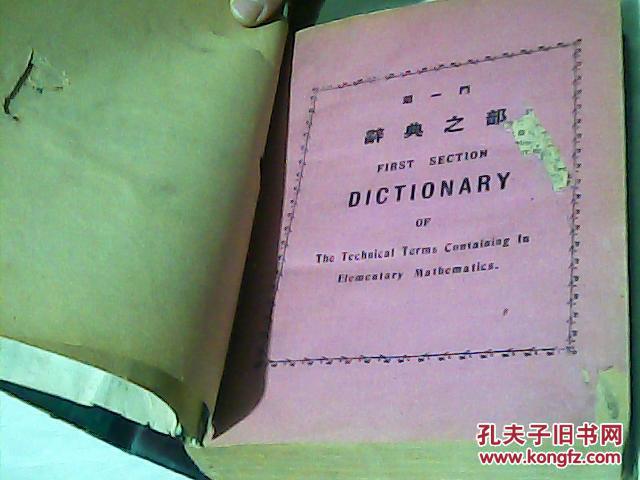 第一門
辭典之部
FIRST SECTION
DICTIONARY
OF
The Technical Terms Containing In
Elementary Mathematics.
孔夫子旧书网
www.kongfz.com